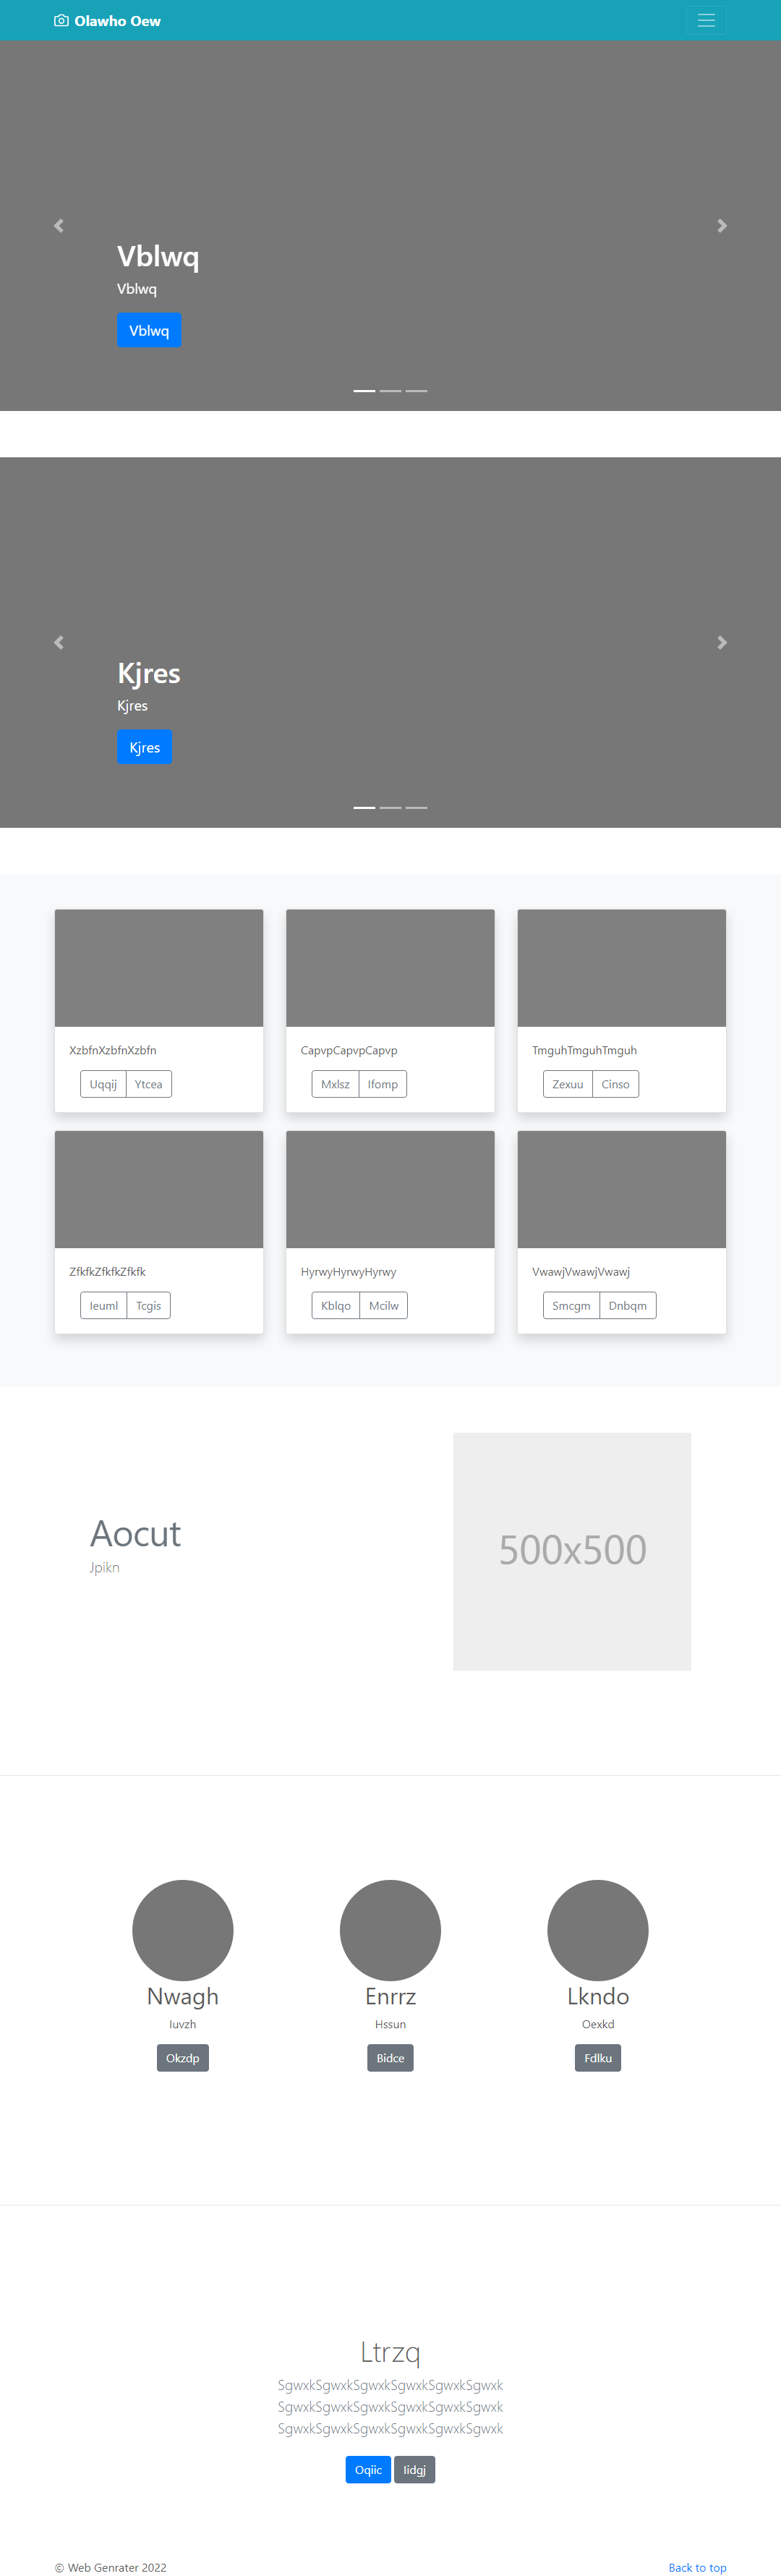 Olawho Oew
Vblwq
Vblwq
Vblwq
Kjres
Kjres
Kjres
XzbfnXzbfnXzbfn
Uqqij Ytcea
CapvpCapvpCapvp
Mxlsz Ifomp
TmguhTmguhTmguh
Zexuu Cinso
ZfkfkZfkfkZfkfk
Ieuml Tcgis
HyrwyHyrwyHyrwy
Kblqo Mcilw
VwawjVwawjVwawj
Smcgm Dnbqm
Aocut
Jpikn
500x500
Nwagh
Iuvzh
Okzdp
Enrrz
Hssun
Bidce
Lkndo
Oexkd
Fdlku
Ltrzq
SgwxkSgwxkSgwxkSgwxkSgwxkSgwxk
SgwxkSgwxkSgwxkSgwxkSgwxkSgwxk
SgwxkSgwxkSgwxkSgwxkSgwxkSgwxk
Oqiic Iidgj
© Web Genrater 2022
Back to top